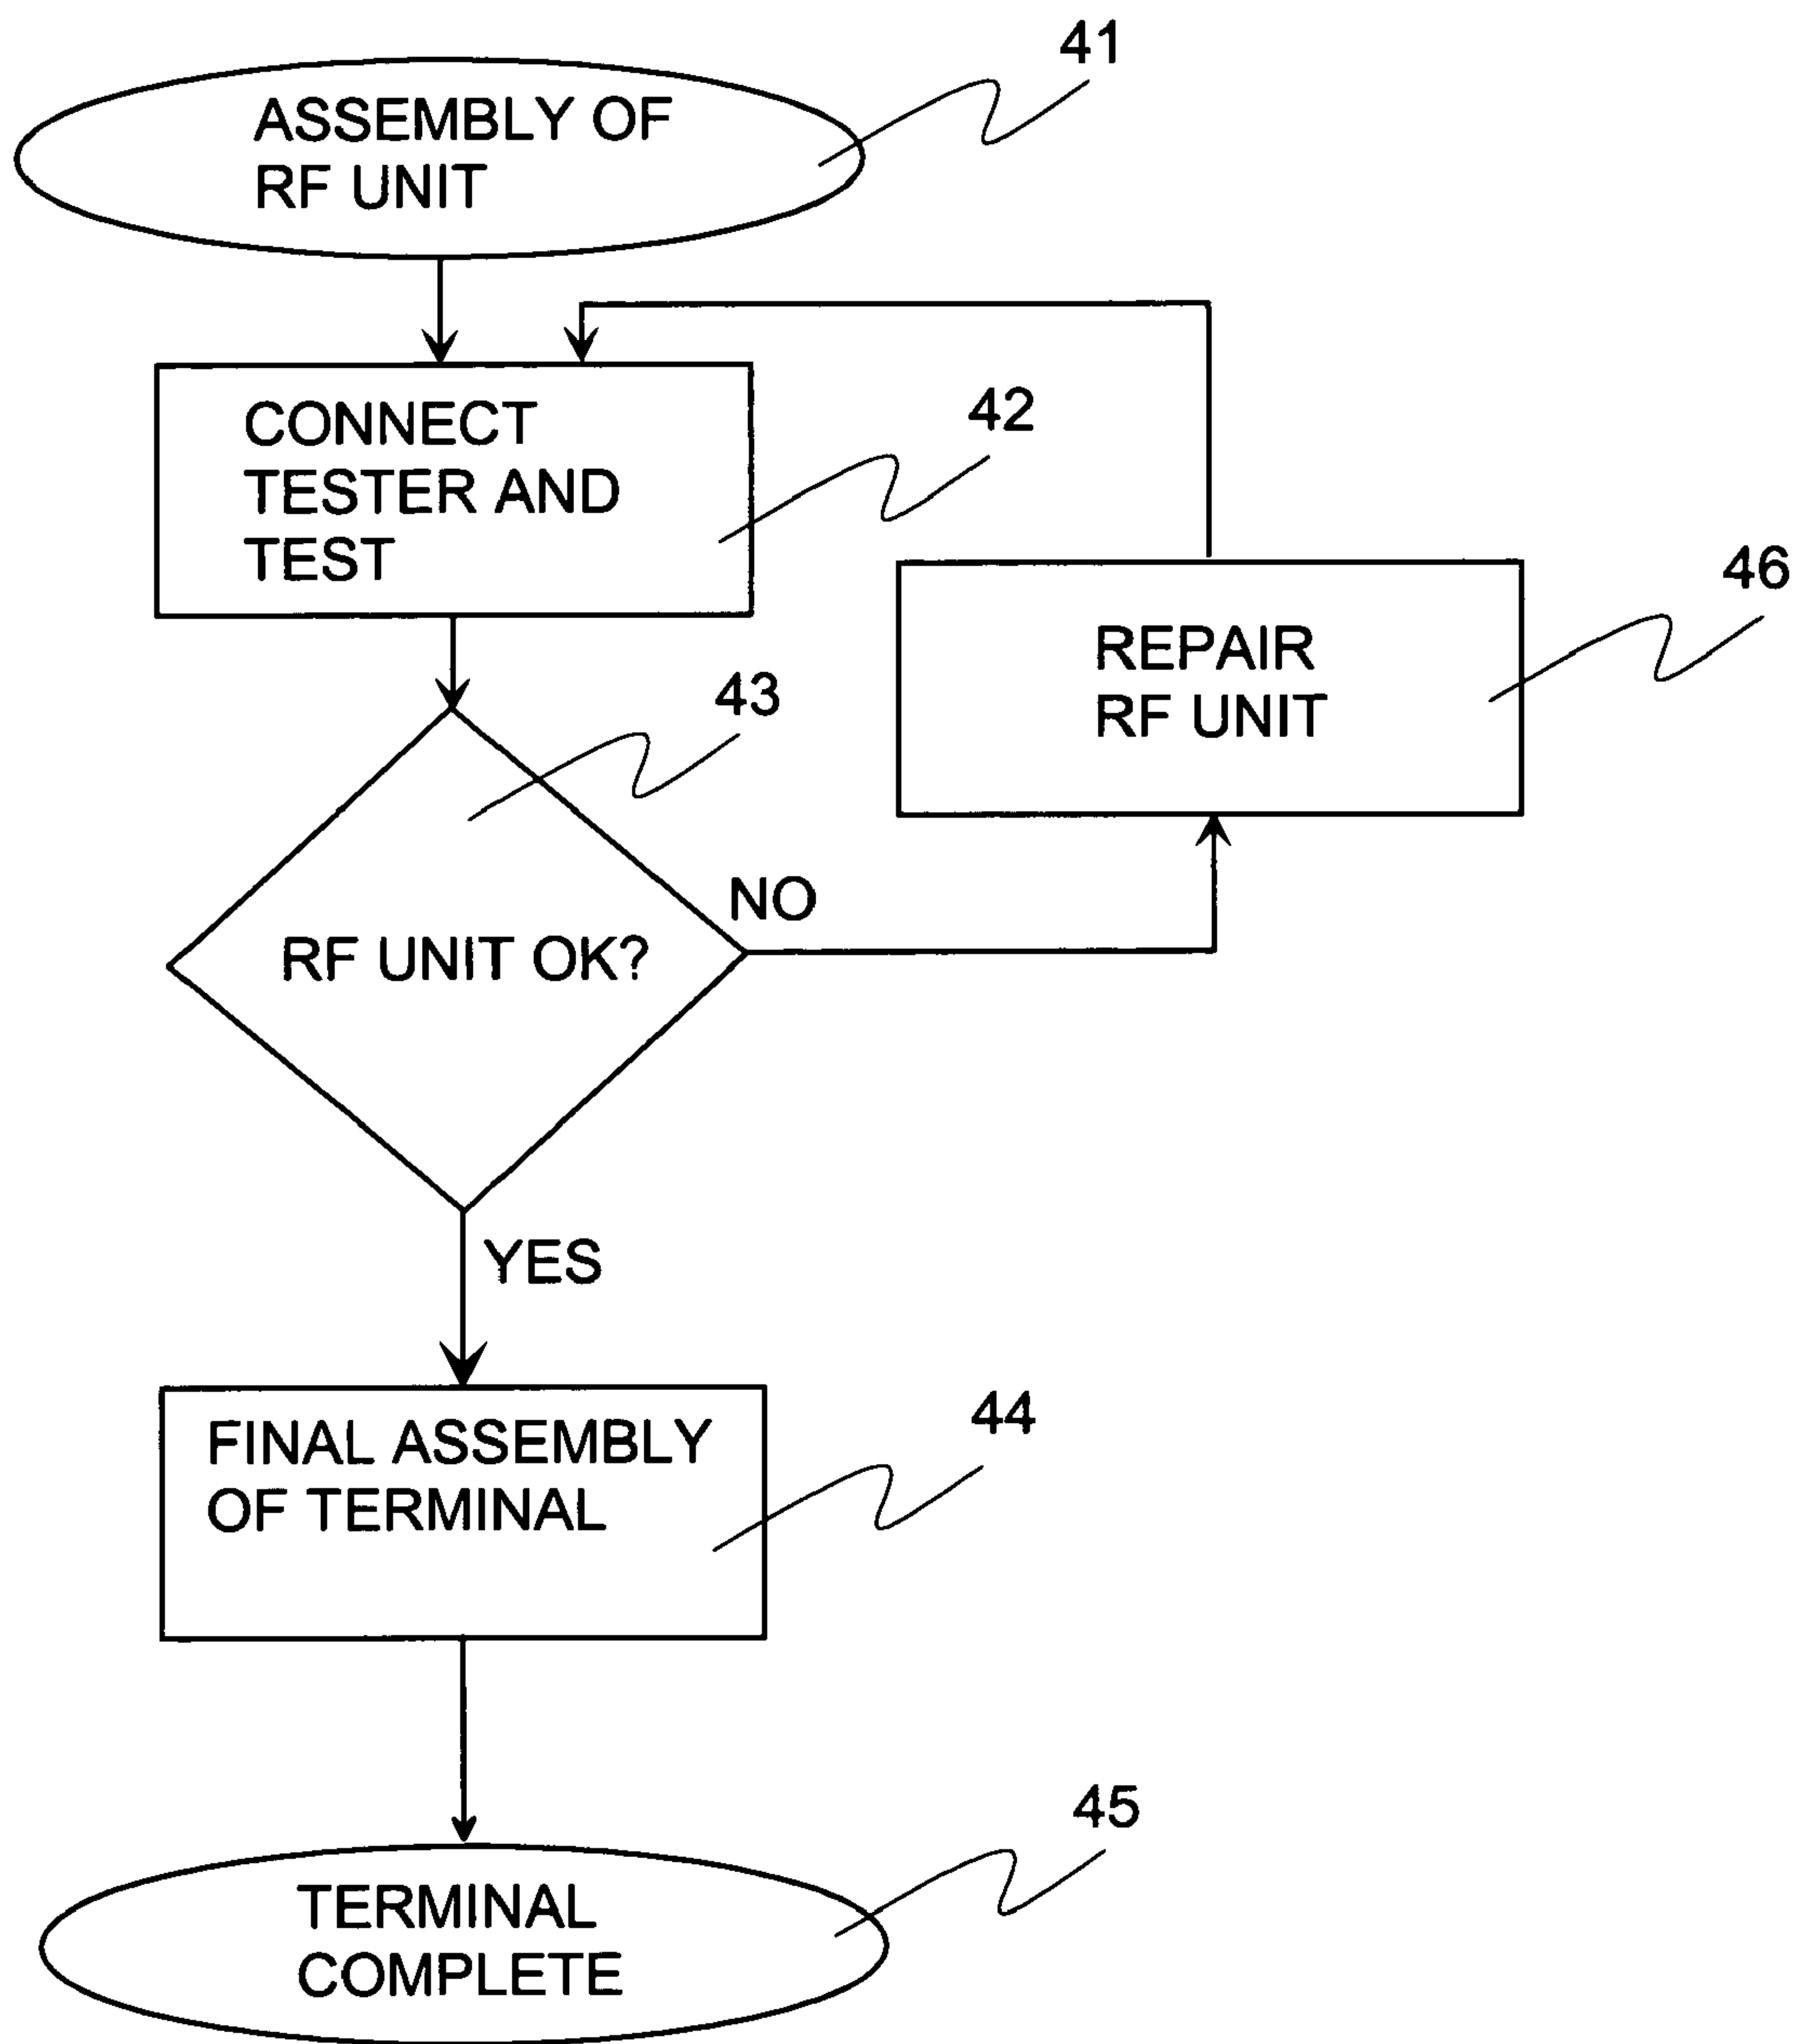 41
ASSEMBLY OF
RF UNIT
42
CONNECT
TESTER AND
TEST
46
REPAIR
RF UNIT
43
NO
RF UNIT OK?
YES
44
FINAL ASSEMBLY
OF TERMINAL
45
TERMINAL
COMPLETE